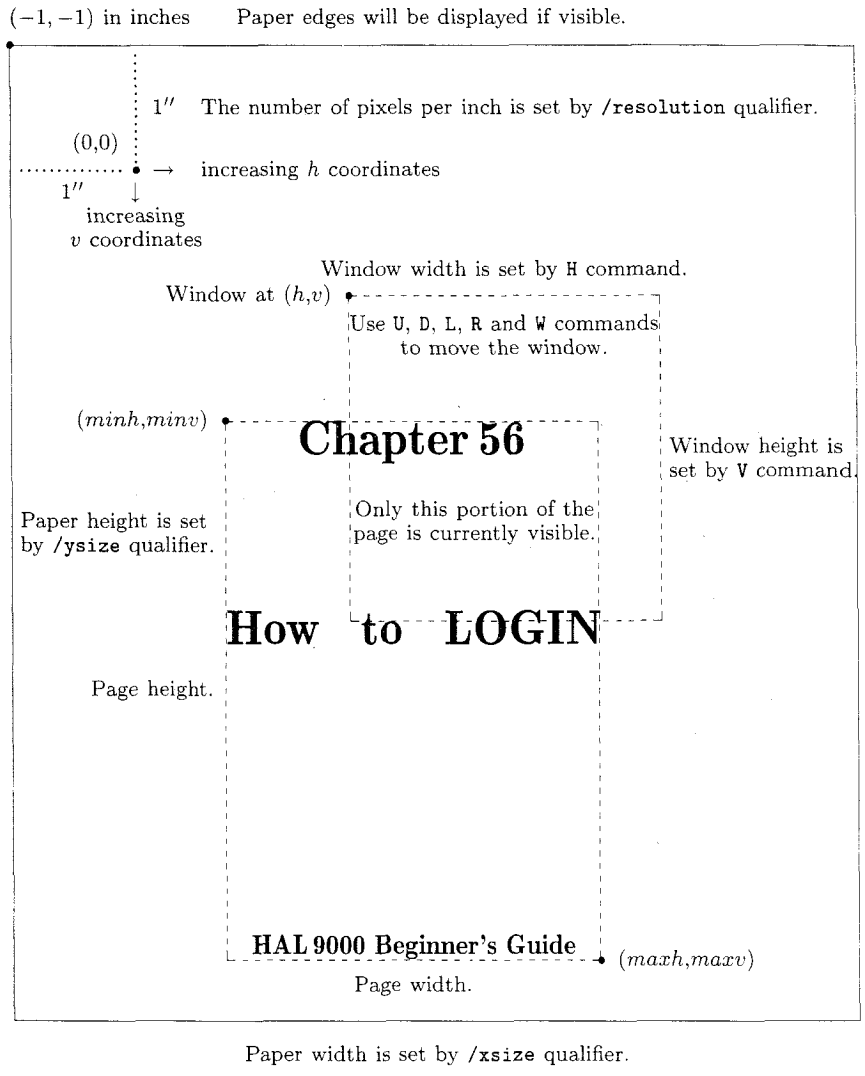 (−1, −1) in inches Paper edges will be displayed if visible.
1″ The number of pixels per inch is set by /resolution qualifier.
(0,0)
→ increasing h coordinates
1″ ↓
increasing
v coordinates
Window width is set by H command.
Window at (h,v)
Use U, D, L, R and W commands
to move the window.
(minh,minv)
Chapter 56
Window height is
set by V command.
Only this portion of the
page is currently visible.
Paper height is set
by /ysize qualifier.
How to LOGIN
Page height.
HAL 9000 Beginner's Guide
(maxh,maxv)
Page width.
Paper width is set by /xsize qualifier.